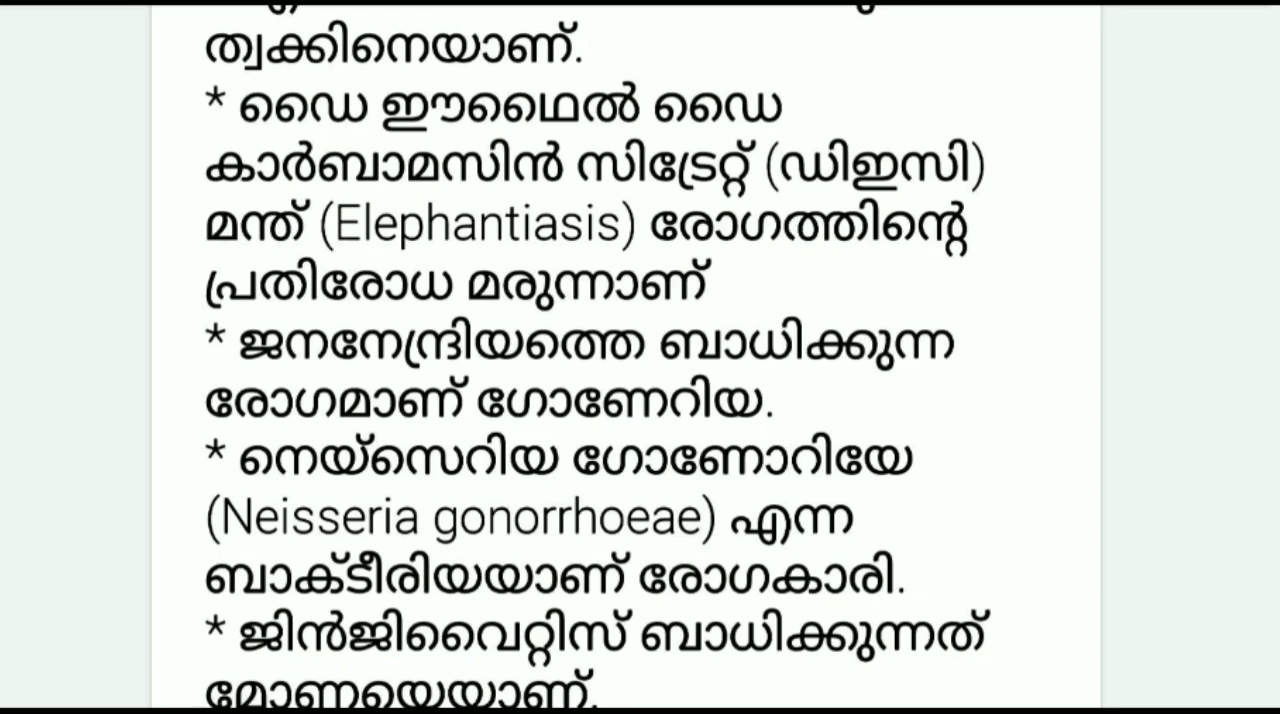 ത്വക്കിനെയാണ്.
* ഡൈ ഈഥൈൽ ഡൈ
കാർബാമസിൻ സിട്രേറ്റ് (ഡിഇസി)
മന്ത് (Elephantiasis) രോഗത്തിന്റെ
പ്രതിരോധ മരുന്നാണ്
* ജനനേന്ദ്രിയത്തെ ബാധിക്കുന്ന
രോഗമാണ് ഗോണേറിയ.
* നെയ്സെറിയ ഗോണോറിയേ
(Neisseria gonorrhoeae) എന്ന
ബാക്ടീരിയയാണ് രോഗകാരി.
* ജിൻജിവൈറ്റിസ് ബാധിക്കുന്നത്
മോണയെയാണ്.